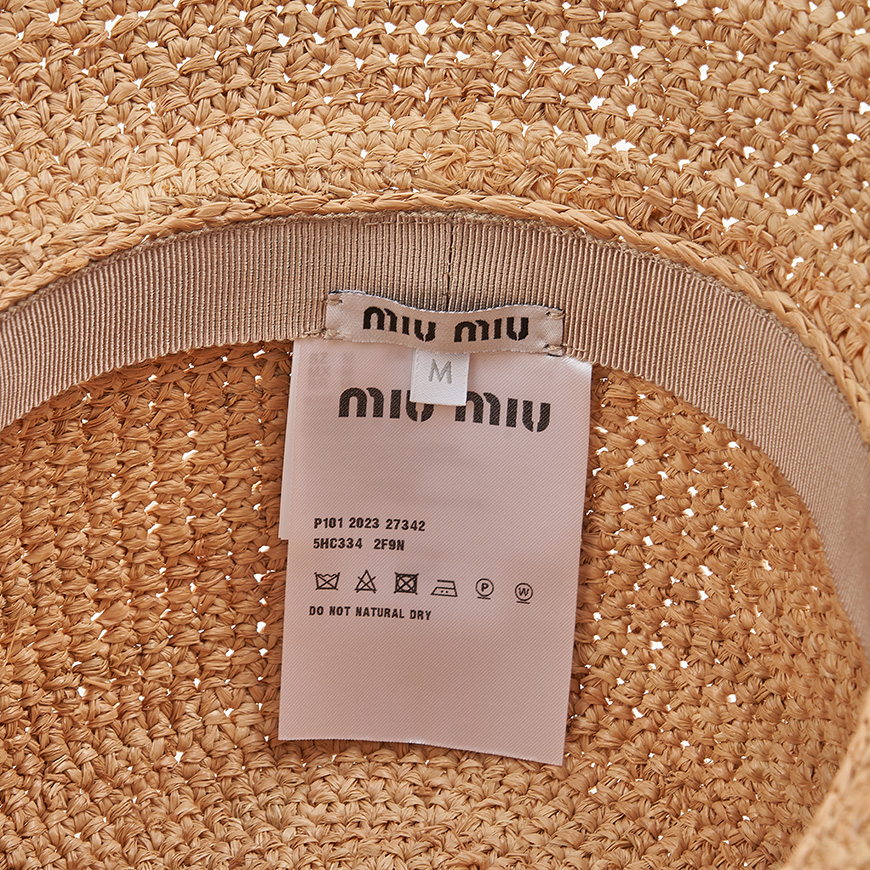 miu miu
M
miu miu
P101 2023 27342
5HC334 2F9N
P W
DO NOT NATURAL DRY